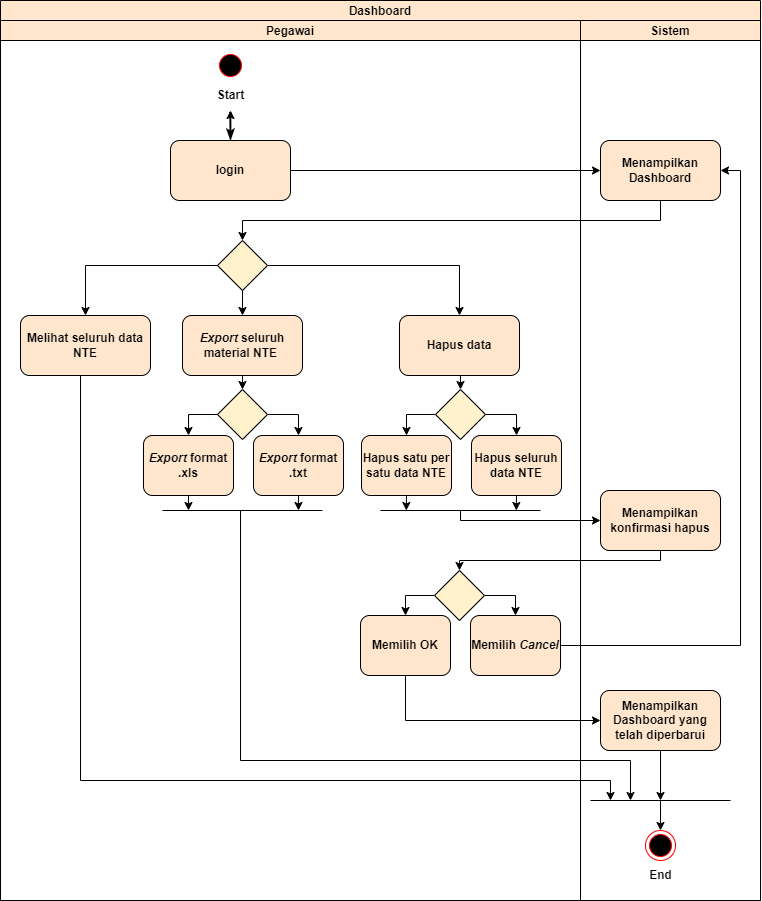 Dashboard
Pegawai
Sistem
Start
login
Menampilkan
Dashboard
Melihat seluruh data
NTE
Export seluruh
material NTE
Hapus data
Export format
.xls
Export format
.txt
Hapus satu per
satu data NTE
Hapus seluruh
data NTE
Menampilkan
konfirmasi hapus
Memilih OK
Memilih Cancel
Menampilkan
Dashboard yang
telah diperbarui
End